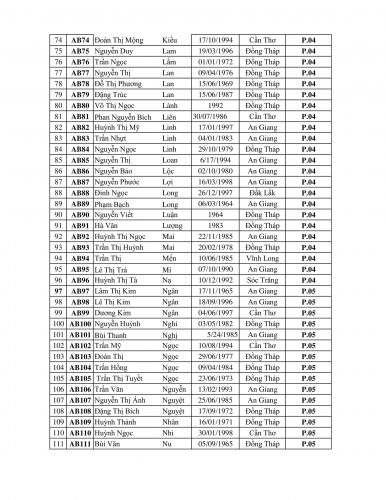 74 AB74 Đoàn Thị Mộng Kiều 17/10/1994 Cần Thơ P.04
75 AB75 Nguyễn Duy Lam 19/03/1996 Đồng Tháp P.04
76 AB76 Trần Ngọc Lắm 01/01/1972 Đồng Tháp P.04
77 AB77 Nguyễn Thị Lan 09/04/1976 Đồng Tháp P.04
78 AB78 Đỗ Thị Phương Lan 15/06/1969 Đồng Tháp P.04
79 AB79 Đặng Trúc Lan 15/06/1987 Đồng Tháp P.04
80 AB80 Võ Thị Ngọc Lành 1992 Đồng Tháp P.04
81 AB81 Phan Nguyễn Bích Liên 30/07/1986 Cần Thơ P.04
82 AB82 Huỳnh Thị Mỹ Linh 17/01/1997 An Giang P.04
83 AB83 Trần Nhựt Linh 04/01/1983 An Giang P.04
84 AB84 Nguyễn Ngọc Linh 29/10/1979 Đồng Tháp P.04
85 AB85 Nguyễn Thị Loan 6/17/1994 An Giang P.04
86 AB86 Nguyễn Bảo Lộc 02/10/1980 An Giang P.04
87 AB87 Nguyễn Phước Lợi 16/03/1998 An Giang P.04
88 AB88 Đinh Ngọc Long 26/12/1997 Đắk Lắk P.04
89 AB89 Phạm Bạch Long 06/03/1964 An Giang P.04
90 AB90 Nguyễn Viết Luận 1964 Đồng Tháp P.04
91 AB91 Hà Văn Lượng 1983 Đồng Tháp P.04
92 AB92 Huỳnh Thị Ngọc Mai 22/11/1985 An Giang P.04
93 AB93 Trần Thị Huỳnh Mai 20/02/1978 Đồng Tháp P.04
94 AB94 Trần Thị Mến 10/06/1985 Vĩnh Long P.04
95 AB95 Lê Thị Trà Mi 07/10/1990 An Giang P.04
96 AB96 Huỳnh Thị Tà Na 10/12/1992 Sóc Trăng P.04
97 AB97 Lâm Thị Kim Ngân 17/11/1965 An Giang P.05
98 AB98 Lê Thị Kim Ngân 18/09/1996 An Giang P.05
99 AB99 Dương Kim Ngân 04/06/1997 Cần Thơ P.05
100 AB100 Nguyễn Huỳnh Nghi 03/05/1982 Đồng Tháp P.05
101 AB101 Bùi Thanh Nghị 5/24/1985 An Giang P.05
102 AB102 Trần Mỹ Ngọc 10/08/1994 Cần Thơ P.05
103 AB103 Đoàn Thị Ngọc 29/06/1977 Đồng Tháp P.05
104 AB104 Trần Hồng Ngọc 09/04/1984 Đồng Tháp P.05
105 AB105 Trần Thị Tuyết Ngọc 23/06/1973 Đồng Tháp P.05
106 AB106 Trần Văn Nguyễn 13/02/1993 An Giang P.05
107 AB107 Nguyễn Thị Ánh Nguyệt 25/06/1985 An Giang P.05
108 AB108 Đặng Thị Bích Nguyệt 17/09/1972 Đồng Tháp P.05
109 AB109 Huỳnh Thành Nhân 16/01/1971 Đồng Tháp P.05
110 AB110 Huỳnh Ngọc Nhi 30/01/1998 Cần Thơ P.05
111 AB111 Bùi Văn Nu 05/09/1965 Đồng Tháp P.05